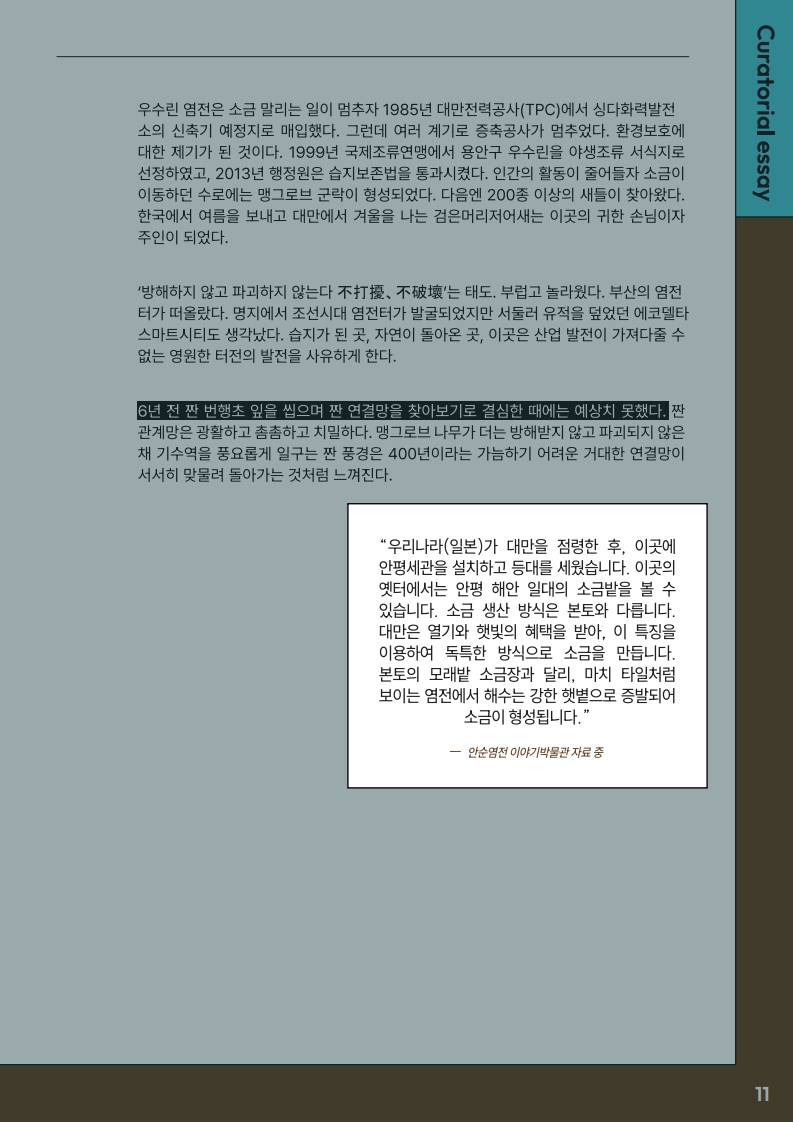 Curatorial essay
우수린 염전은 소금 말리는 일이 멈추자 1985년 대만전력공사(TPC)에서 싱다화력발전
소의 신축기 예정지로 매입했다. 그런데 여러 계기로 증축공사가 멈추었다. 환경보호에
대한 제기가 된 것이다. 1999년 국제조류연맹에서 용안구 우수린을 야생조류 서식지로
선정하였고, 2013년 행정원은 습지보존법을 통과시켰다. 인간의 활동이 줄어들자 소금이
이동하던 수로에는 맹그로브 군락이 형성되었다. 다음엔 200종 이상의 새들이 찾아왔다.
한국에서 여름을 보내고 대만에서 겨울을 나는 검은머리저어새는 이곳의 귀한 손님이자
주인이 되었다.
‘방해하지 않고 파괴하지 않는다 不打擾、不破壞’는 태도. 부럽고 놀라웠다. 부산의 염전
터가 떠올랐다. 명지에서 조선시대 염전터가 발굴되었지만 서둘러 유적을 덮었던 에코델타
스마트시티도 생각났다. 습지가 된 곳, 자연이 돌아온 곳, 이곳은 산업 발전이 가져다줄 수
없는 영원한 터전의 발전을 사유하게 한다.
6년 전 짠 번행초 잎을 씹으며 짠 연결망을 찾아보기로 결심한 때에는 예상치 못했다. 짠
관계망은 광활하고 촘촘하고 치밀하다. 맹그로브 나무가 더는 방해받지 않고 파괴되지 않은
채 기수역을 풍요롭게 일구는 짠 풍경은 400년이라는 가늠하기 어려운 거대한 연결망이
서서히 맞물려 돌아가는 것처럼 느껴진다.
“우리나라(일본)가 대만을 점령한 후, 이곳에
안평세관을 설치하고 등대를 세웠습니다. 이곳의
옛터에서는 안평 해안 일대의 소금밭을 볼 수
있습니다. 소금 생산 방식은 본토와 다릅니다.
대만은 열기와 햇빛의 혜택을 받아, 이 특징을
이용하여 독특한 방식으로 소금을 만듭니다.
본토의 모래밭 소금장과 달리, 마치 타일처럼
보이는 염전에서 해수는 강한 햇볕으로 증발되어
소금이 형성됩니다.”
— 안순염전 이야기박물관 자료 중
11